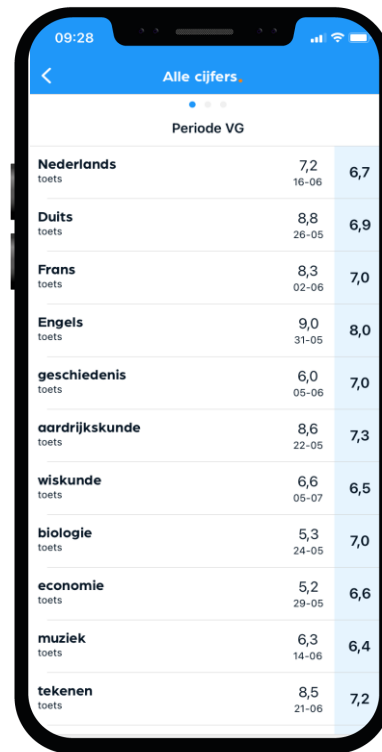 09:28
Alle cijfers.
Periode VG
Nederlands 7,2 6,7
toets 16-06
Duits 8,8 6,9
toets 26-05
Frans 8,3 7,0
toets 02-06
Engels 9,0 8,0
toets 31-05
geschiedenis 6,0 7,0
toets 05-06
aardrijkskunde 8,6 7,3
toets 22-05
wiskunde 6,6 6,5
toets 05-07
biologie 5,3 7,0
toets 24-05
economie 5,2 6,6
toets 29-05
muziek 6,3 6,4
toets 14-06
tekenen 8,5 7,2
toets 21-06